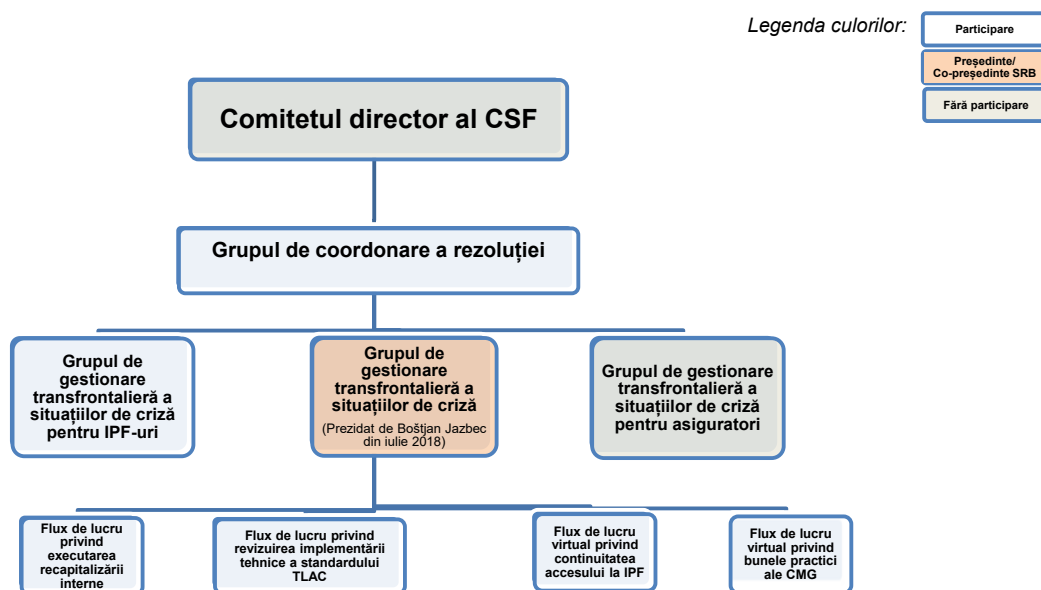 Legenda culorilor:
Participare
Președinte/
Co-președinte SRB
Fără participare
Comitetul director al CSF
Grupul de coordonare a rezoluției
Grupul de
gestionare
transfrontalieră a
situațiilor de criză
pentru IPF-uri
Grupul de
gestionare
transfrontalieră a
situațiilor de criză
(Prezidat de Boštjan Jazbec
din iulie 2018)
Grupul de gestionare
transfrontalieră a
situațiilor de criză
pentru asiguratori
Flux de lucru
privind
executarea
recapitalizării
interne
Flux de lucru privind
revizuirea implementării
tehnice a standardului
TLAC
Flux de lucru
virtual privind
continuitatea
accesului la IPF
Flux de lucru
virtual privind
bunele practici
ale CMG